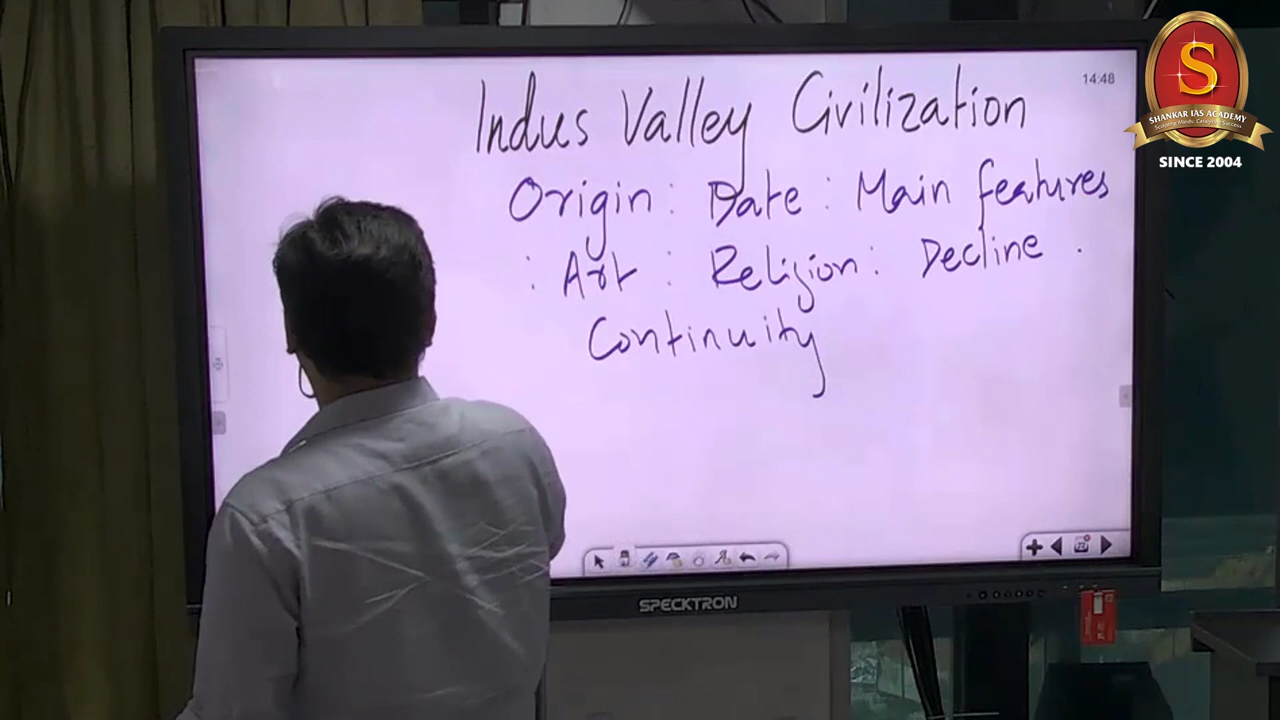 Indus Valley Civilization
14:48
Origin : Date : Main features
: Art : Religion : Decline .
Continuity
S
SHANKAR IAS ACADEMY
SINCE 2004
SPECKTRON